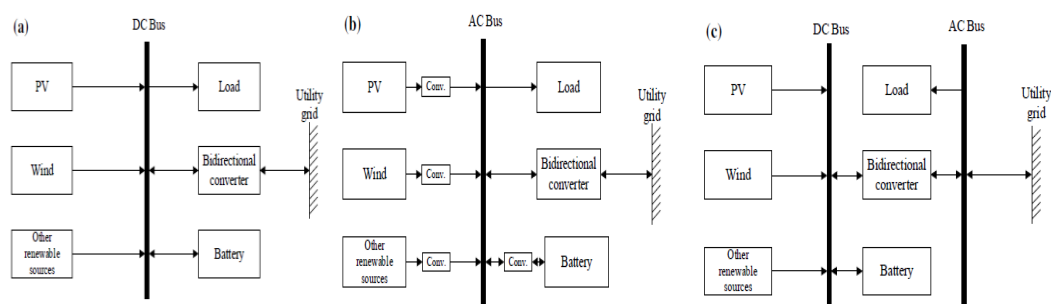 (a)
DC Bus
PV
Load
Utility
grid
Wind
Bidirectional
converter
Other
renewable
sources
Battery
(b)
AC Bus
PV
Conv.
Load
Utility
grid
Wind
Conv.
Bidirectional
converter
Other
renewable
sources
Conv.
Conv.
Battery
(c)
DC Bus
AC Bus
PV
Load
Utility
grid
Wind
Bidirectional
converter
Other
renewable
sources
Battery